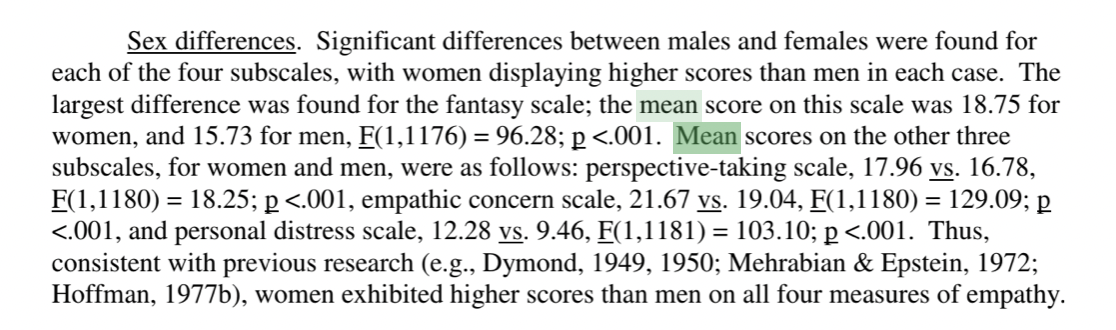 Sex differences. Significant differences between males and females were found for
each of the four subscales, with women displaying higher scores than men in each case. The
largest difference was found for the fantasy scale; the mean score on this scale was 18.75 for
women, and 15.73 for men, F(1,1176) = 96.28; p <.001. Mean scores on the other three
subscales, for women and men, were as follows: perspective-taking scale, 17.96 vs. 16.78,
F(1,1180) = 18.25; p <.001, empathic concern scale, 21.67 vs. 19.04, F(1,1180) = 129.09; p
<.001, and personal distress scale, 12.28 vs. 9.46, F(1,1181) = 103.10; p <.001. Thus,
consistent with previous research (e.g., Dymond, 1949, 1950; Mehrabian & Epstein, 1972;
Hoffman, 1977b), women exhibited higher scores than men on all four measures of empathy.